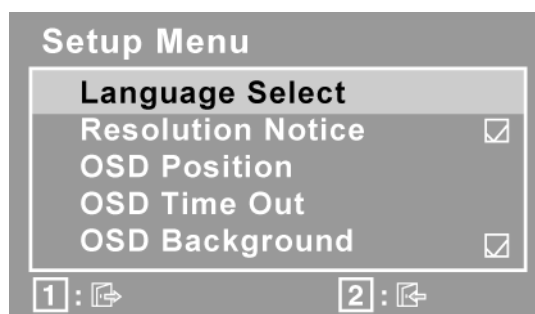 Setup Menu
Language Select
Resolution Notice
OSD Position
OSD Time Out
OSD Background
1 : 2 :